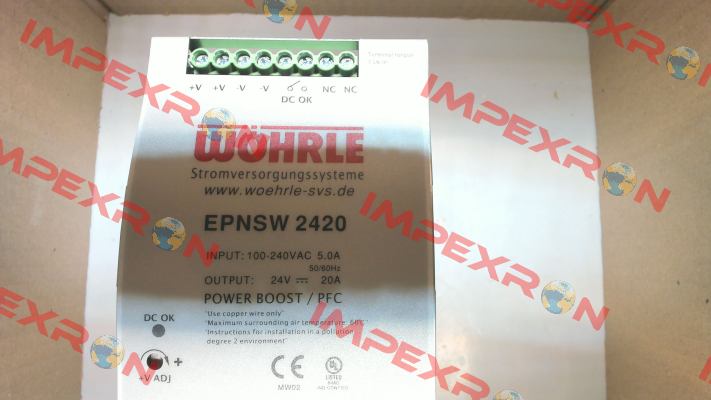 +V +V -V -V DC OK NC NC
WÖHRLE
Stromversorgungssysteme
www.woehrle-svs.de
EPNSW 2420
INPUT: 100-240VAC 5.0A
50/60Hz
OUTPUT: 24V 20A
POWER BOOST / PFC
"Use copper wire only"
"Maximum surrounding air temperature: 60°C"
"Instructions for installation in a pollution
degree 2 environment"
DC OK
+V ADJ
+
CE
MW02
UL
LISTED
IMPEXRON
IMPEXRON
IMPEXRON
IMPEXRON
IMPEXRON
IMPEXRON